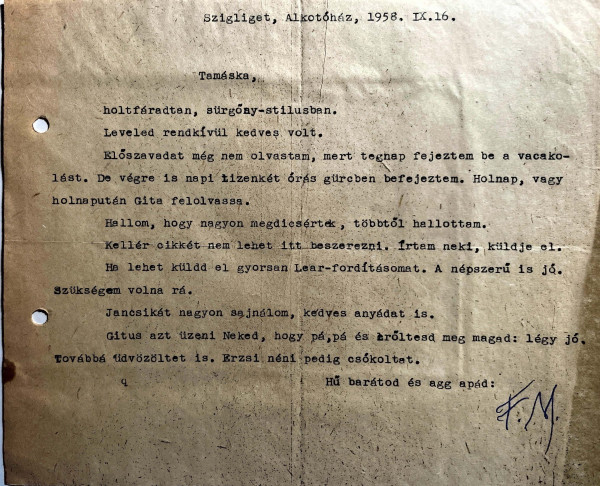 Szigliget, Alkotóház, 1958. IX.16.
Tamáska,
holtfáradtan, sürgöny-stilusban.
Leveled rendkívül kedves volt.
Előszavadat még nem olvastam, mert tegnap fejeztem be a vacako-
lást. De végre is napi tizenkét órás gürcben befejeztem. Holnap, vagy
holnapután Gita felolvassa.
Hallom, hogy nagyon megdicsértek, többtől hallottam.
Kellér cikkét nem lehet itt beszerezni. Írtam neki, küldje el.
Ha lehet küldd el gyorsan Lear-fordításomat. A népszerű is jó.
Szükségem volna rá.
Jancsikát nagyon sajnálom, kedves anyádat is.
Gitus azt üzeni Neked, hogy pá,pá és erőltesd meg magad: légy jó.
Továbbá üdvözöltet is. Erzsi néni pedig csókoltat.
q Hű barátod és agg apád:
F. M.